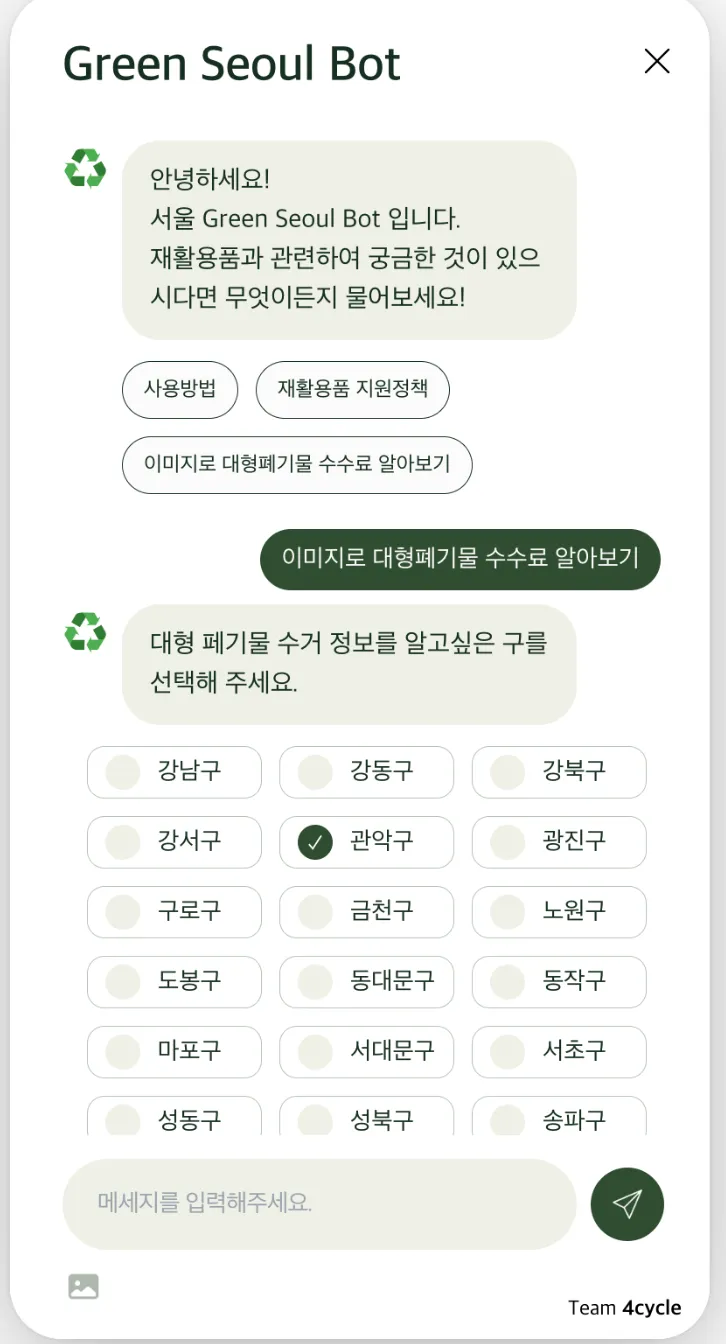 Green Seoul Bot
안녕하세요!
서울 Green Seoul Bot 입니다.
재활용품과 관련하여 궁금한 것이 있으
시다면 무엇이든지 물어보세요!
사용방법 재활용품 지원정책
이미지로 대형폐기물 수수료 알아보기
이미지로 대형폐기물 수수료 알아보기
대형 페기물 수거 정보를 알고싶은 구를
선택해 주세요.
강남구 강동구 강북구
강서구 관악구 광진구
구로구 금천구 노원구
도봉구 동대문구 동작구
마포구 서대문구 서초구
성동구 성북구 송파구
메세지를 입력해주세요.
Team 4cycle